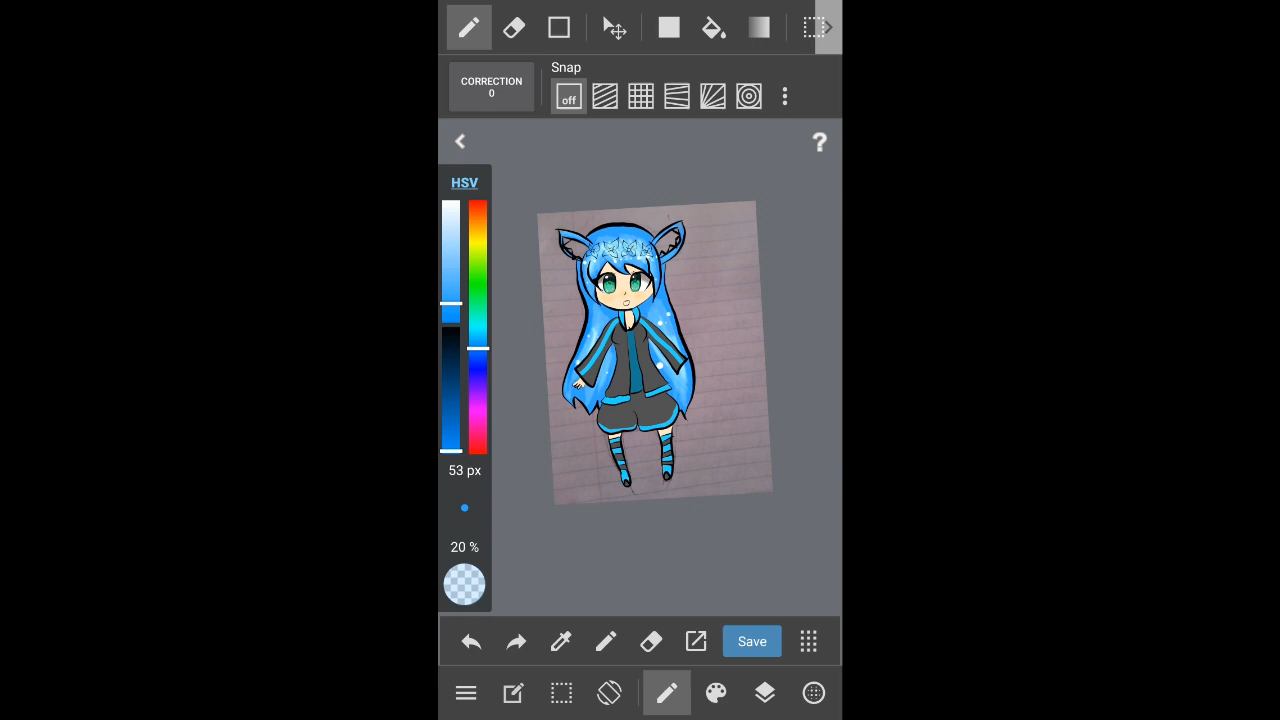 Snap
CORRECTION
0
off
?
HSV
53 px
20 %
Save